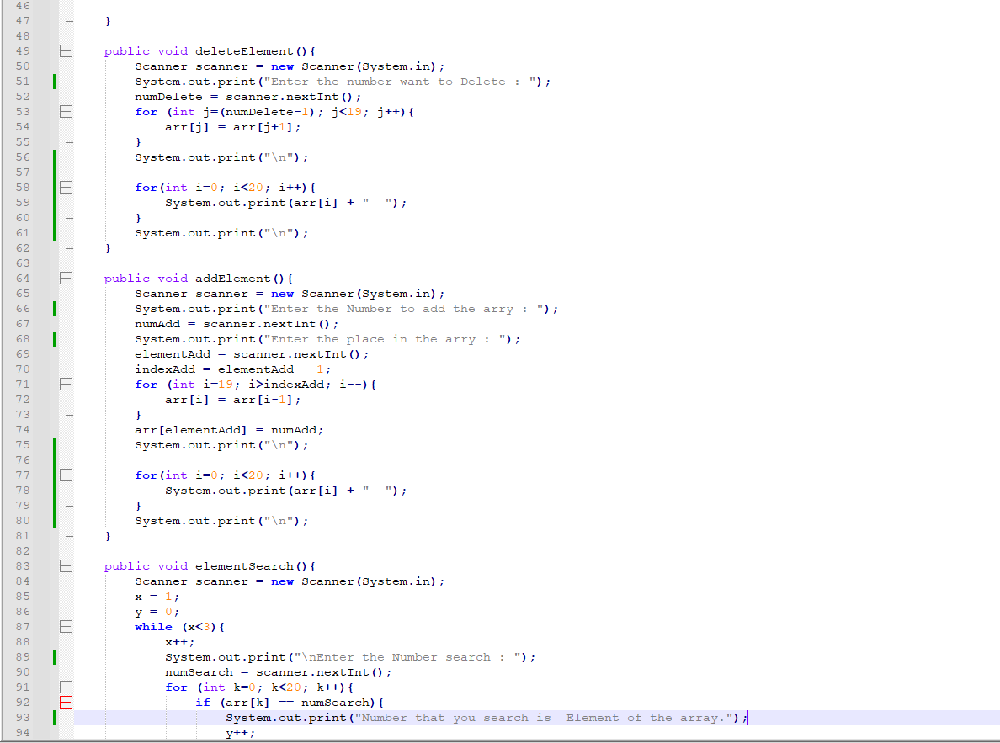 46
47 }
48
49 public void deleteElement(){
50 Scanner scanner = new Scanner(System.in);
51 System.out.print("Enter the number want to Delete : ");
52 numDelete = scanner.nextInt();
53 for (int j=(numDelete-1); j<19; j++){
54 arr[j] = arr[j+1];
55 }
56 System.out.print("\n");
57
58 for(int i=0; i<20; i++){
59 System.out.print(arr[i] + "  ");
60 }
61 System.out.print("\n");
62 }
63
64 public void addElement(){
65 Scanner scanner = new Scanner(System.in);
66 System.out.print("Enter the Number to add the arry : ");
67 numAdd = scanner.nextInt();
68 System.out.print("Enter the place in the arry : ");
69 elementAdd = scanner.nextInt();
70 indexAdd = elementAdd - 1;
71 for (int i=19; i>indexAdd; i--){
72 arr[i] = arr[i-1];
73 }
74 arr[elementAdd] = numAdd;
75 System.out.print("\n");
76
77 for(int i=0; i<20; i++){
78 System.out.print(arr[i] + "  ");
79 }
80 System.out.print("\n");
81 }
82
83 public void elementSearch(){
84 Scanner scanner = new Scanner(System.in);
85 x = 1;
86 y = 0;
87 while (x<3){
88 x++;
89 System.out.print("\nEnter the Number search : ");
90 numSearch = scanner.nextInt();
91 for (int k=0; k<20; k++){
92 if (arr[k] == numSearch){
93 System.out.print("Number that you search is  Element of the array.");
94 y++;